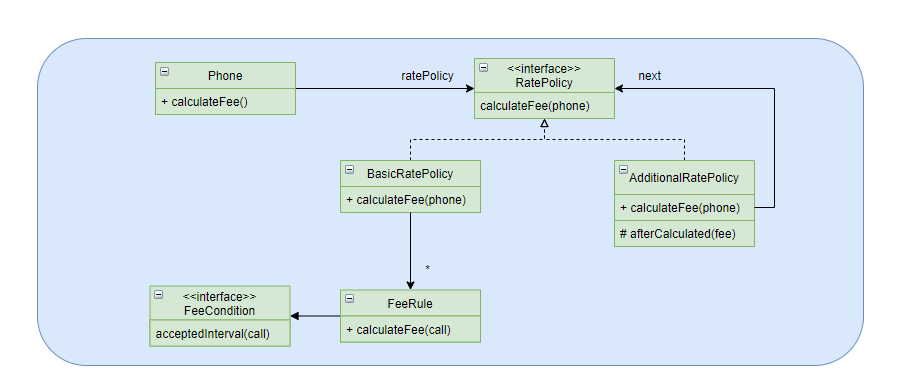 Phone
+ calculateFee()
ratePolicy
<<interface>>
RatePolicy
calculateFee(phone)
next
BasicRatePolicy
+ calculateFee(phone)
AdditionalRatePolicy
+ calculateFee(phone)
# afterCalculated(fee)
*
<<interface>>
FeeCondition
acceptedInterval(call)
FeeRule
+ calculateFee(call)